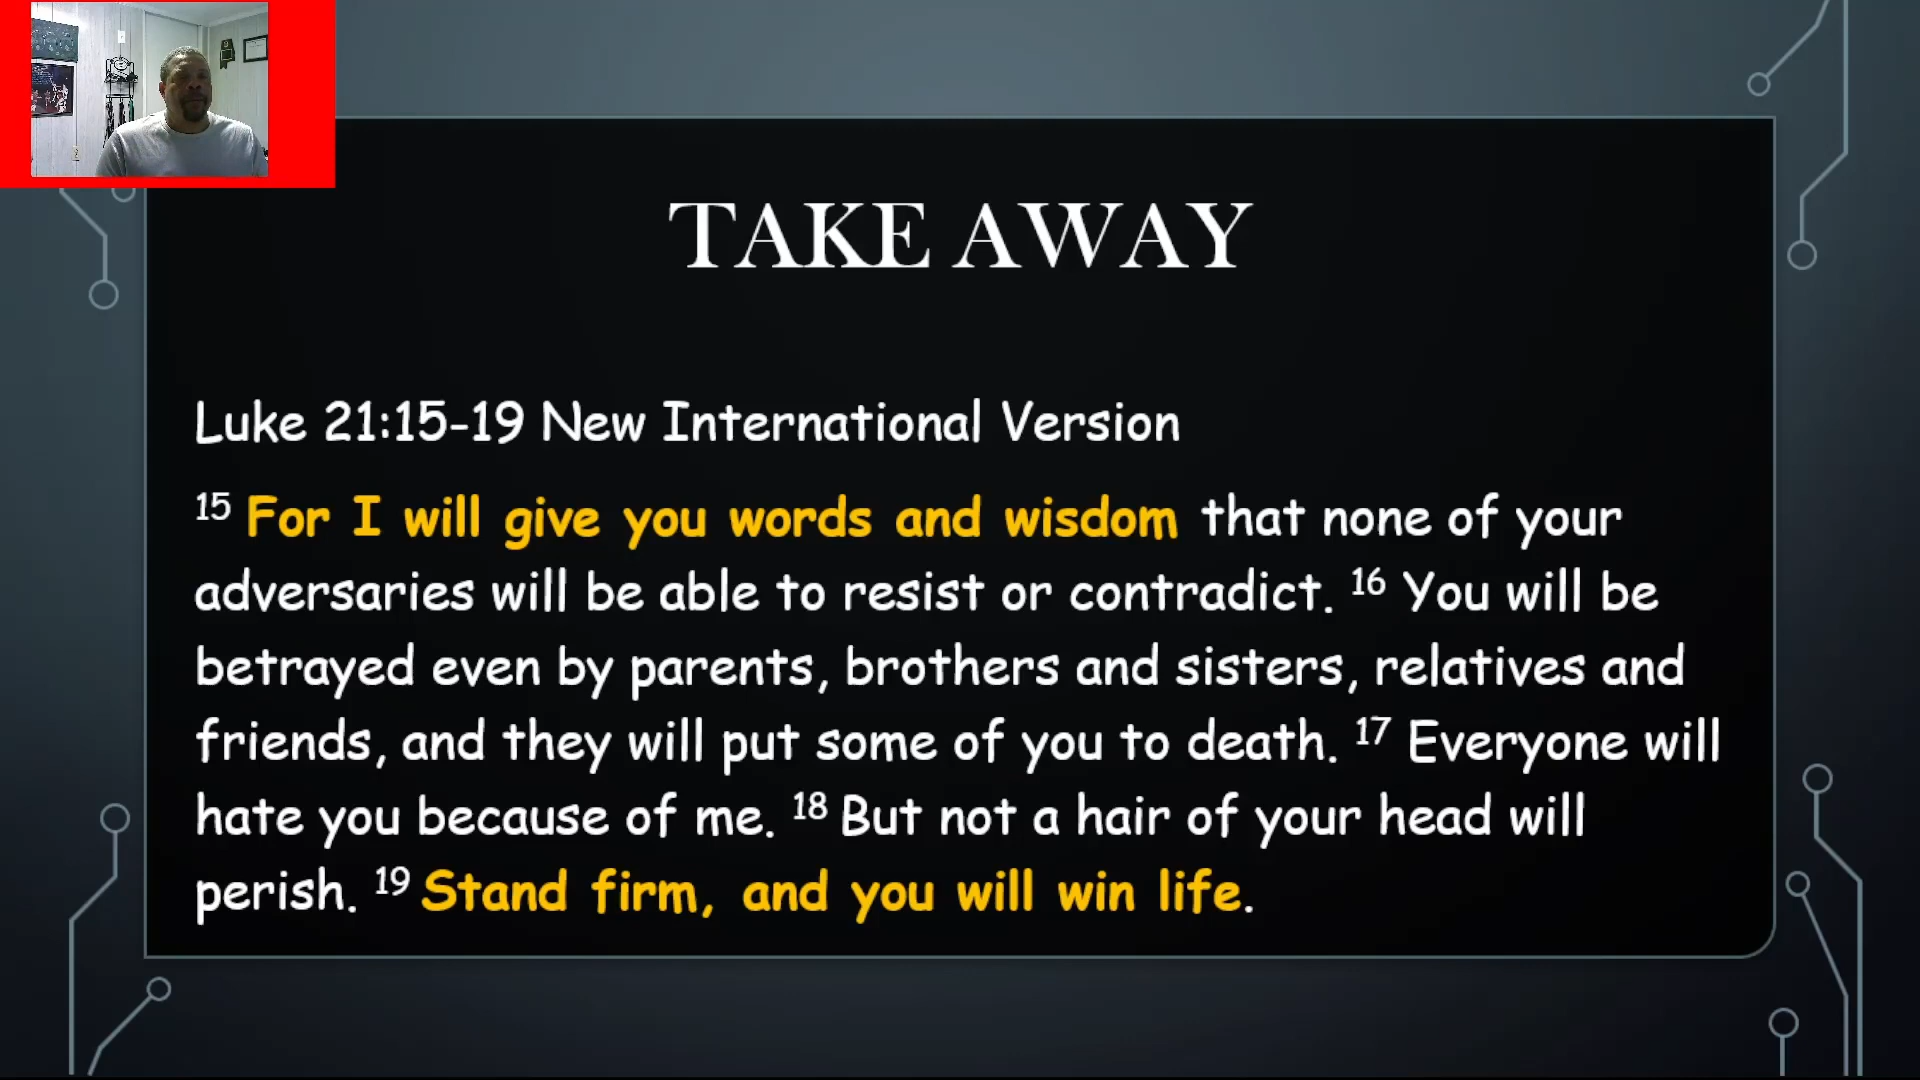 TAKE AWAY
Luke 21:15-19 New International Version
15 For I will give you words and wisdom that none of your
adversaries will be able to resist or contradict. 16 You will be
betrayed even by parents, brothers and sisters, relatives and
friends, and they will put some of you to death. 17 Everyone will
hate you because of me. 18 But not a hair of your head will
perish. 19 Stand firm, and you will win life.